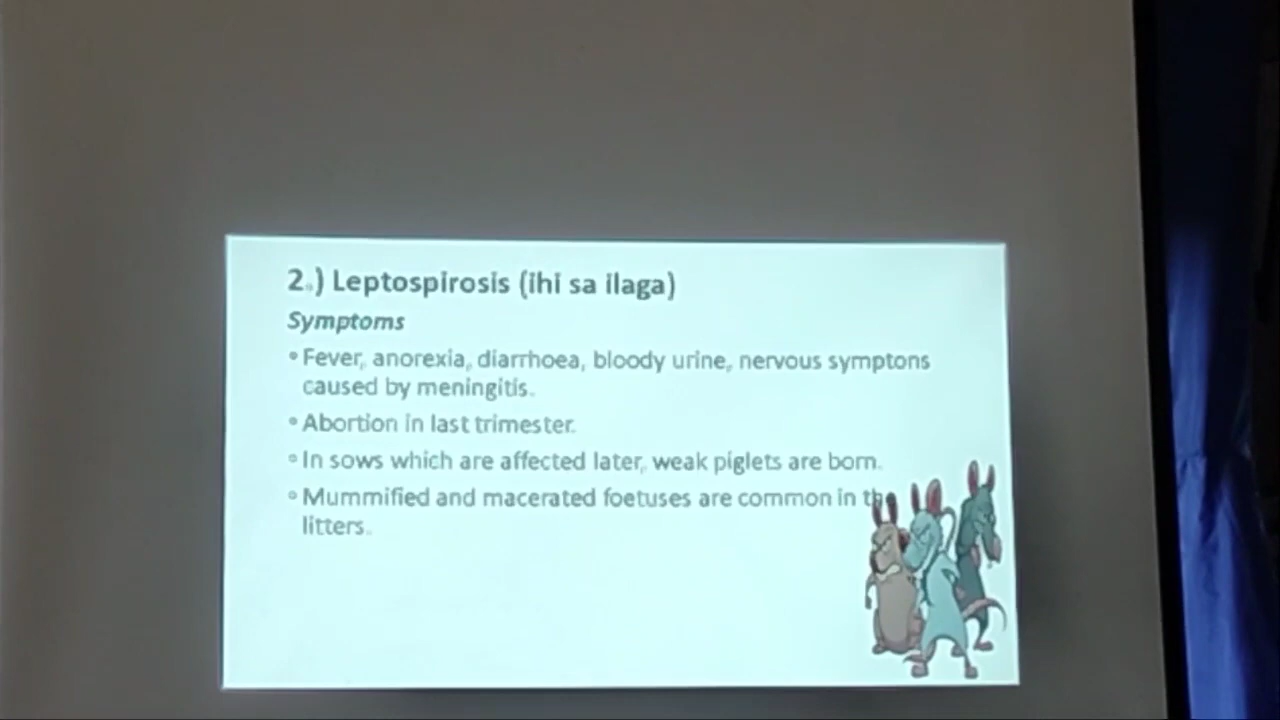 2.) Leptospirosis (ihi sa ilaga)
Symptoms
• Fever, anorexia, diarrhoea, bloody urine, nervous symptons
caused by meningitis.
• Abortion in last trimester.
• In sows which are affected later, weak piglets are born.
• Mummified and macerated foetuses are common in the
litters.